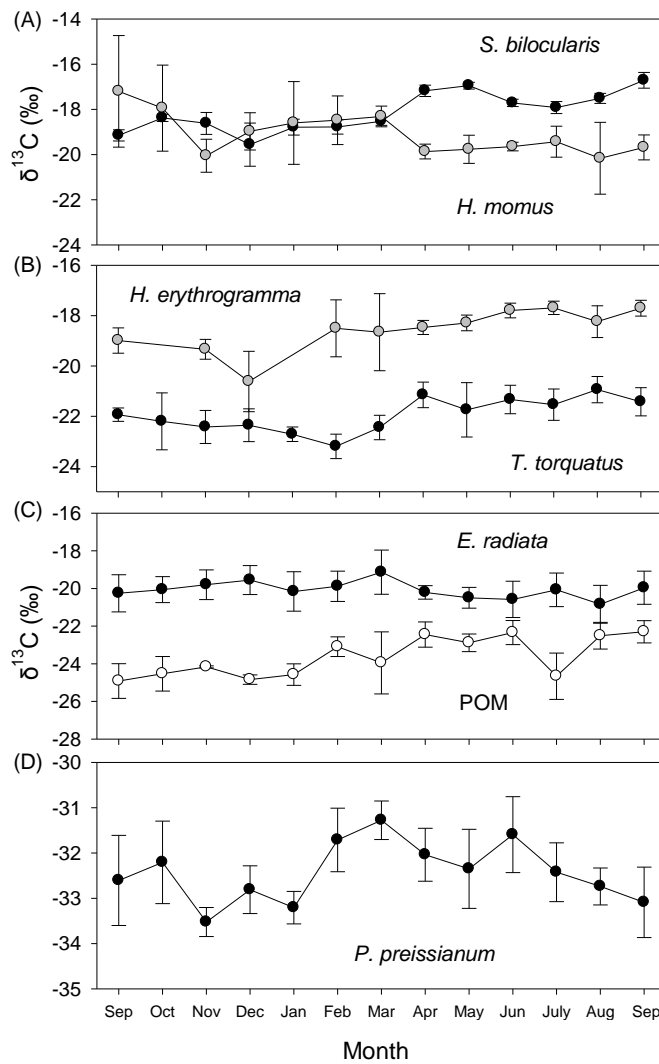 (A)
-14
-16
-18
-20
-22
-24
δ13C (‰)
S. bilocularis
H. momus
(B)
-16
-18
-20
-22
-24
H. erythrogramma
T. torquatus
(C)
-16
-18
-20
-22
-24
-26
-28
δ13C (‰)
E. radiata
POM
(D)
-30
-31
-32
-33
-34
-35
P. preissianum
Sep Oct Nov Dec Jan Feb Mar Apr May Jun July Aug Sep
Month